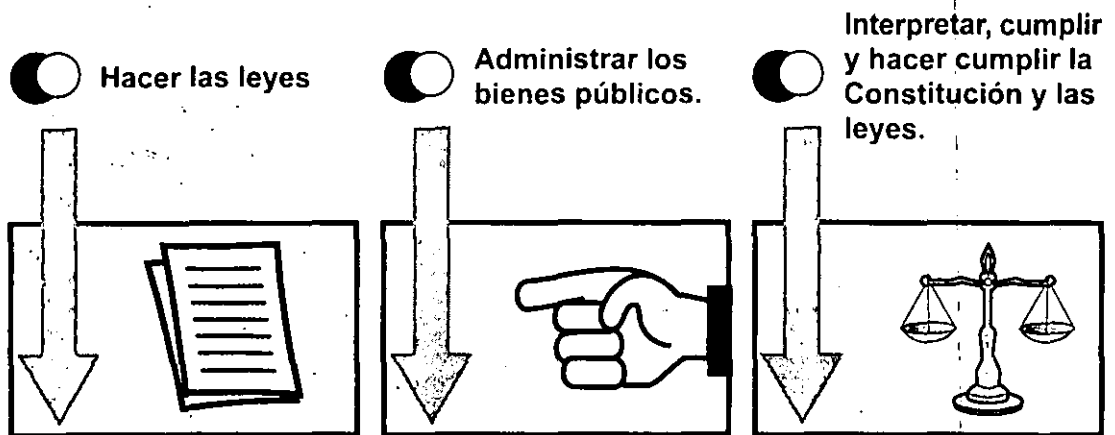 Hacer las leyes
Administrar los
bienes públicos.
Interpretar, cumplir
y hacer cumplir la
Constitución y las
leyes.